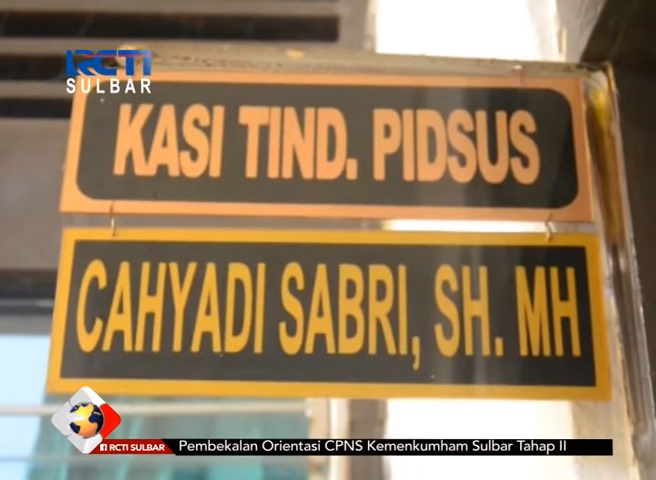 RCTI
SULBAR
KASI TIND. PIDSUS
CAHYADI SABRI, SH. MH
RCTI SULBAR
Pembekalan Orientasi CPNS Kemenkumham Sulbar Tahap II